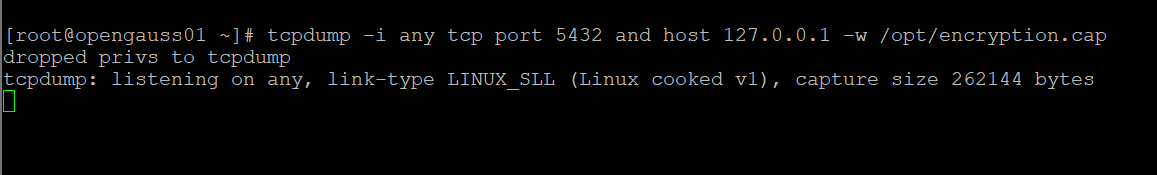 [root@opengauss01 ~]# tcpdump -i any tcp port 5432 and host 127.0.0.1 -w /opt/encryption.cap
dropped privs to tcpdump
tcpdump: listening on any, link-type LINUX_SLL (Linux cooked v1), capture size 262144 bytes